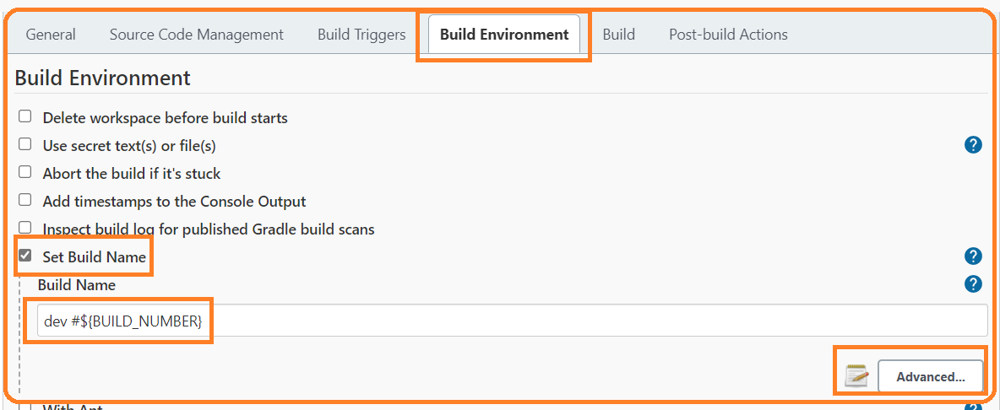 General Source Code Management Build Triggers Build Environment Build Post-build Actions
Build Environment
Delete workspace before build starts
Use secret text(s) or file(s)
?
Abort the build if it's stuck
Add timestamps to the Console Output
Inspect build log for published Gradle build scans
Set Build Name
?
Build Name
?
dev #${BUILD_NUMBER}
Advanced...
With Ant
?